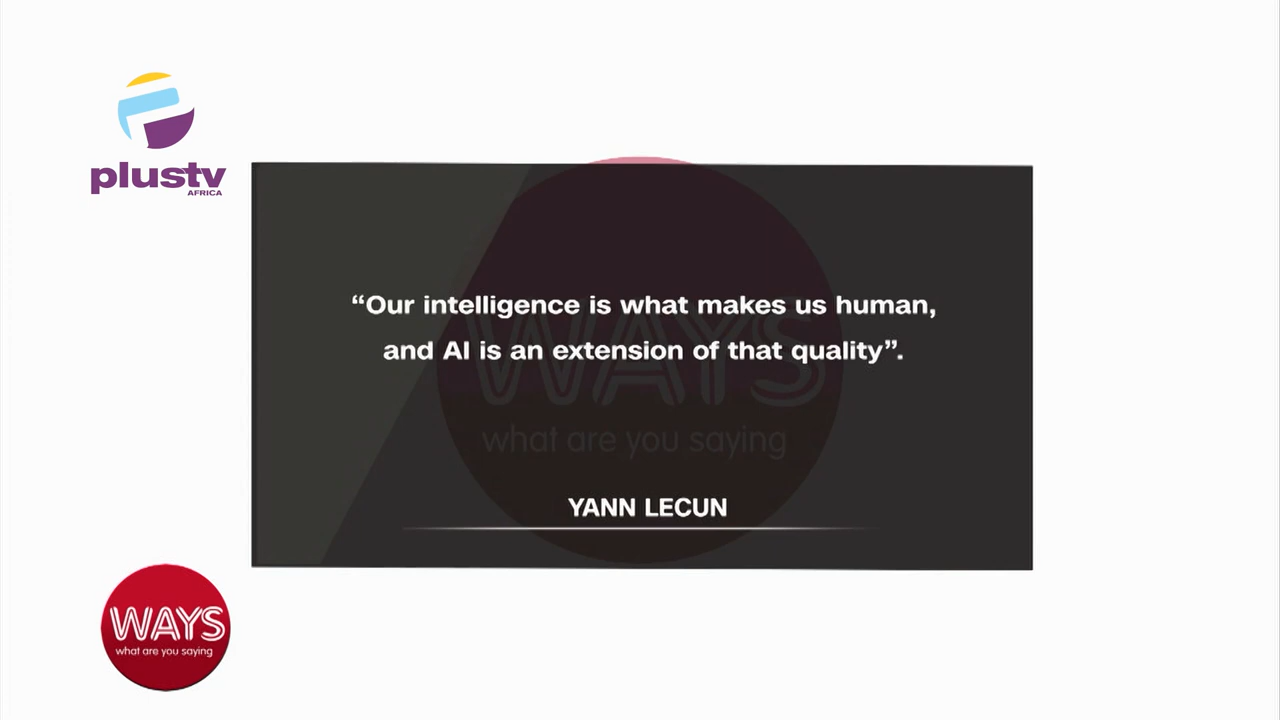 plustv
AFRICA
“Our intelligence is what makes us human,
and AI is an extension of that quality”.
WAYS
what are you saying
YANN LECUN
WAYS
what are you saying